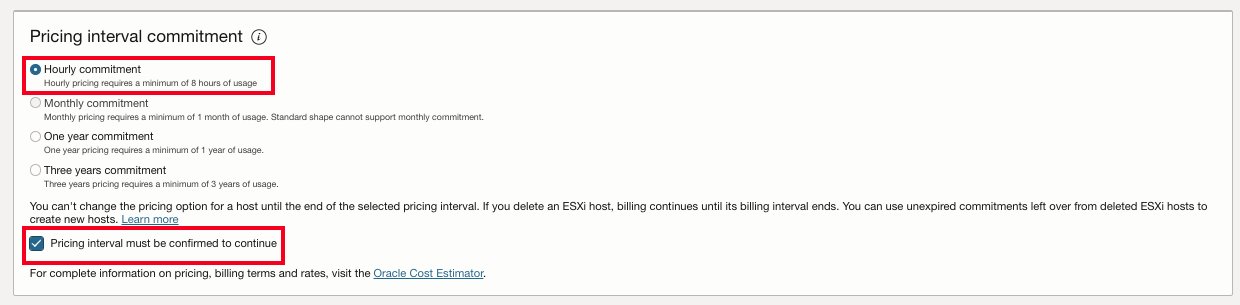 Pricing interval commitment
Hourly commitment
Hourly pricing requires a minimum of 8 hours of usage
Monthly commitment
Monthly pricing requires a minimum of 1 month of usage. Standard shape cannot support monthly commitment.
One year commitment
One year pricing requires a minimum of 1 year of usage.
Three years commitment
Three years pricing requires a minimum of 3 years of usage.
You can't change the pricing option for a host until the end of the selected pricing interval. If you delete an ESXi host, billing continues until its billing interval ends. You can use unexpired commitments left over from deleted ESXi hosts to
create new hosts. Learn more
Pricing interval must be confirmed to continue
For complete information on pricing, billing terms and rates, visit the Oracle Cost Estimator.